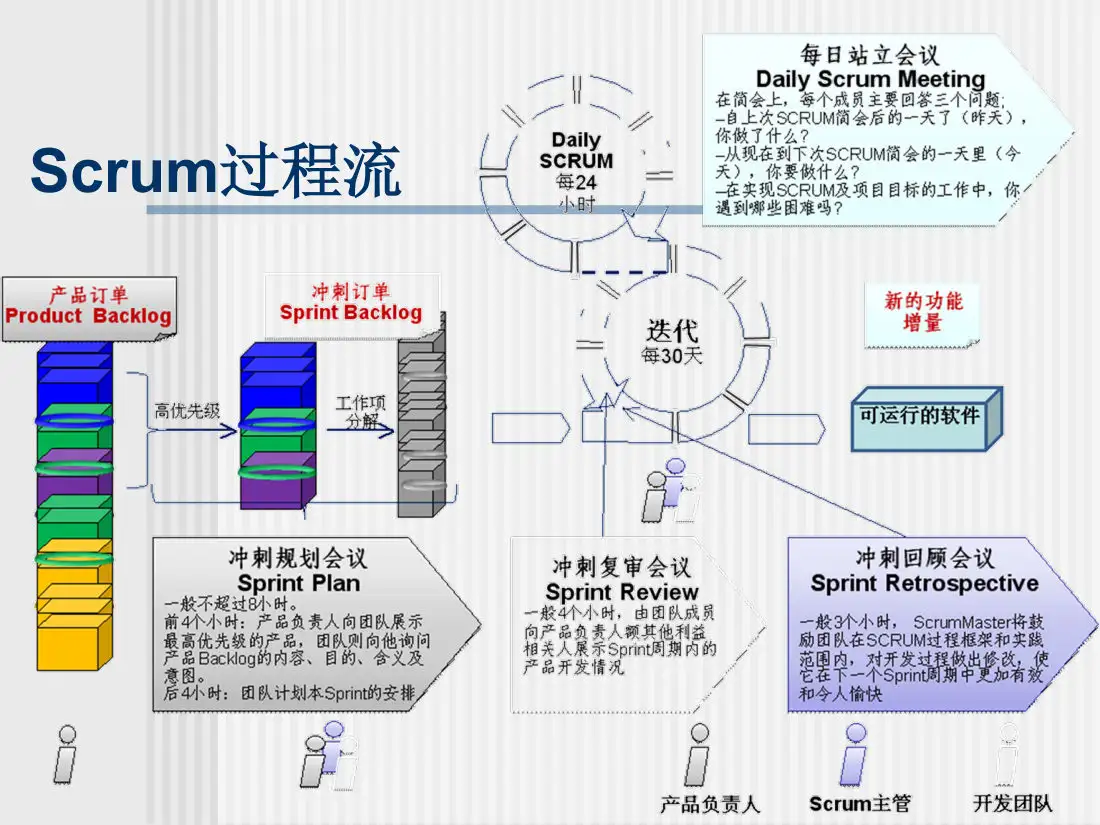 每日站立会议
Daily Scrum Meeting
在简会上，每个成员主要回答三个问题;
–自上次SCRUM简会后的一天了（昨天），
你做了什么?
–从现在到下次SCRUM简会的一天里（今
天），你要做什么?
–在实现SCRUM及项目目标的工作中，你
遇到哪些困难吗?
Daily
SCRUM
每24
小时
Scrum过程流
产品订单
Product Backlog
冲刺订单
Sprint Backlog
新的功能
增量
迭代
每30天
高优先级
工作项
分解
可运行的软件
冲刺规划会议
Sprint Plan
一般不超过8小时。
前4个小时：产品负责人向团队展示
最高优先级的产品，团队则向他询问
产品Backlog的内容、目的、含义及
意图。
后4小时：团队计划本Sprint的安排
冲刺复审会议
Sprint Review
一般4个小时，由团队成员
向产品负责人额其他利益
相关人展示Sprint周期内的
产品开发情况
冲刺回顾会议
Sprint Retrospective
一般3个小时， ScrumMaster将鼓
励团队在SCRUM过程框架和实践
范围内，对开发过程做出修改，使
它在下一个Sprint周期中更加有效
和令人愉快
产品负责人
Scrum主管
开发团队